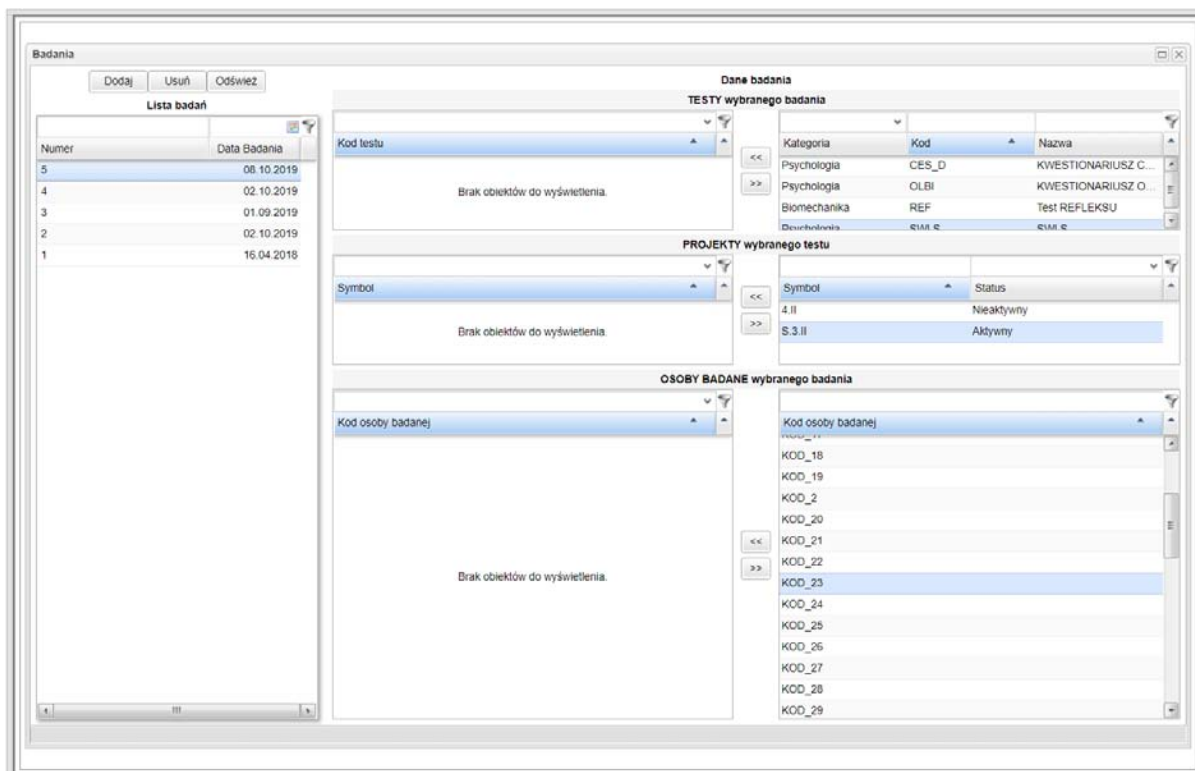 Badania
Dodaj Usuń Odśwież
Lista badań
Numer Data Badania
5 08.10.2019
4 02.10.2019
3 01.09.2019
2 02.10.2019
1 16.04.2018
Dane badania
TESTY wybranego badania
Kod testu
Brak obiektów do wyświetlenia.
<<
>>
Kategoria Kod Nazwa
Psychologia CES_D KWESTIONARIUSZ C...
Psychologia OLBI KWESTIONARIUSZ O...
Biomechanika REF Test REFLEKSU
Psychologia SWLS SWLS
PROJEKTY wybranego testu
Symbol
Brak obiektów do wyświetlenia.
<<
>>
Symbol Status
4.II Nieaktywny
S.3.II Aktywny
OSOBY BADANE wybranego badania
Kod osoby badanej
Brak obiektów do wyświetlenia.
<<
>>
Kod osoby badanej
KOD_17
KOD_18
KOD_19
KOD_2
KOD_20
KOD_21
KOD_22
KOD_23
KOD_24
KOD_25
KOD_26
KOD_27
KOD_28
KOD_29